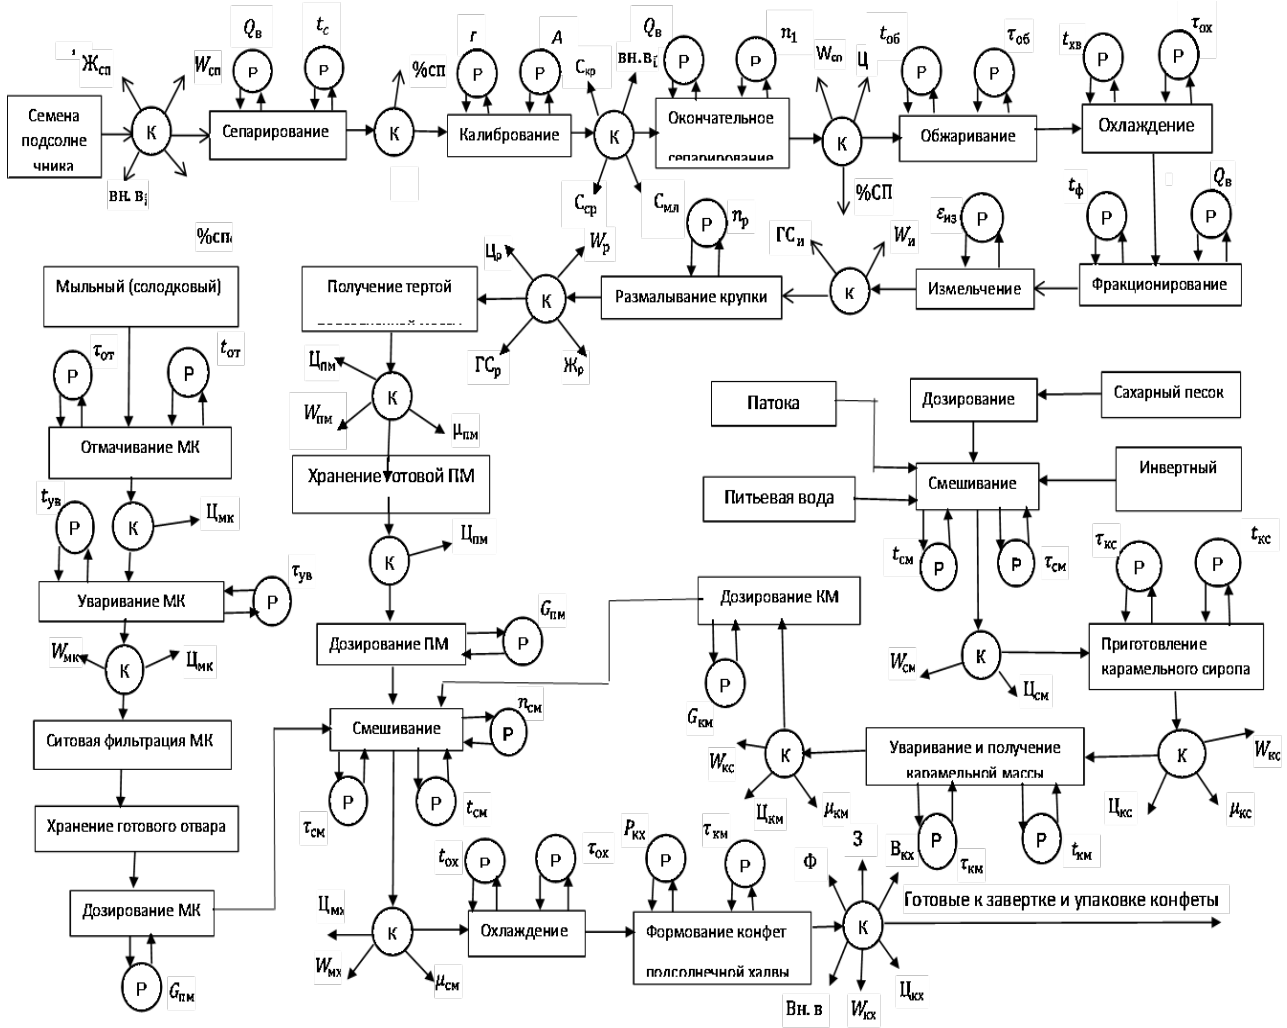 Q_в
t_c
r
A
Q_в
n_1
t_об
τ_об
t_хв
τ_ох
Ж_сп
W_сп
%сп
С_кр
вн.в_i
W_сп
Ц
Р
Р
Р
Р
Р
Р
Р
Р
Р
Р
Семена
подсолне
чника
К
Сепарирование
К
Калибрование
К
Окончательное
сепарирование
К
Обжаривание
Охлаждение
вн. в_i
С_ср
С_мл
%СП
%сп
Ц_р
W_р
Р
n_р
ГС_и
W_и
ε_из
Р
t_ф
Р
Q_в
Р
Мыльный (солодковый)
Получение тертой
К
Размалывание крупки
К
Измельчение
Фракционирование
ГС_р
Ж_р
Р
τ_от
Р
t_от
Ц_пм
К
W_пм
μ_пм
Патока
Дозирование
Сахарный песок
Отмачивание МК
Хранение готовой ПМ
Смешивание
Инвертный
Питьевая вода
t_ув
Р
К
Ц_мк
К
Ц_пм
t_см
Р
Р
τ_см
τ_кс
Р
Р
t_кс
Уваривание МК
Р
τ_ув
Дозирование КМ
G_пм
Дозирование ПМ
Р
W_мк
К
Ц_мк
Р
G_км
W_см
К
Ц_см
Приготовление
карамельного сиропа
Ситовая фильтрация МК
Смешивание
n_см
Р
W_кс
К
Уваривание и получение
карамельной массы
К
W_кс
Ц_км
μ_км
Ц_кс
μ_кс
Хранение готового отвара
τ_см
Р
Р
t_см
В_кх
Р
τ_км
Р
t_км
t_ох
Р
Р
τ_ох
Р_кх
Р
τ_км
Р
Ф
З
Дозирование МК
Готовые к завертке и упаковке конфеты
Ц_мх
К
Охлаждение
Формование конфет
подсолнечной халвы
К
W_мх
μ_см
Р
G_пм
Вн. в
W_кх
Ц_кх